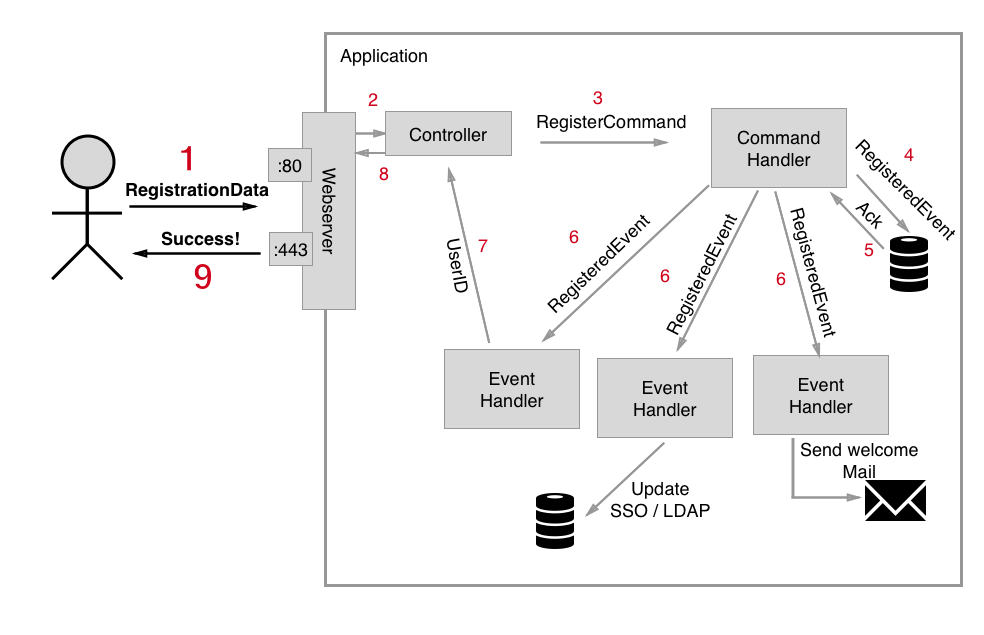 Application
1
RegistrationData
Success!
9
:80
:443
Webserver
2
8
Controller
3
RegisterCommand
Command
Handler
4
RegisteredEvent
Ack
5
6
RegisteredEvent
6
RegisteredEvent
6
RegisteredEvent
7
UserID
Event
Handler
Event
Handler
Event
Handler
Update
SSO / LDAP
Send welcome
Mail